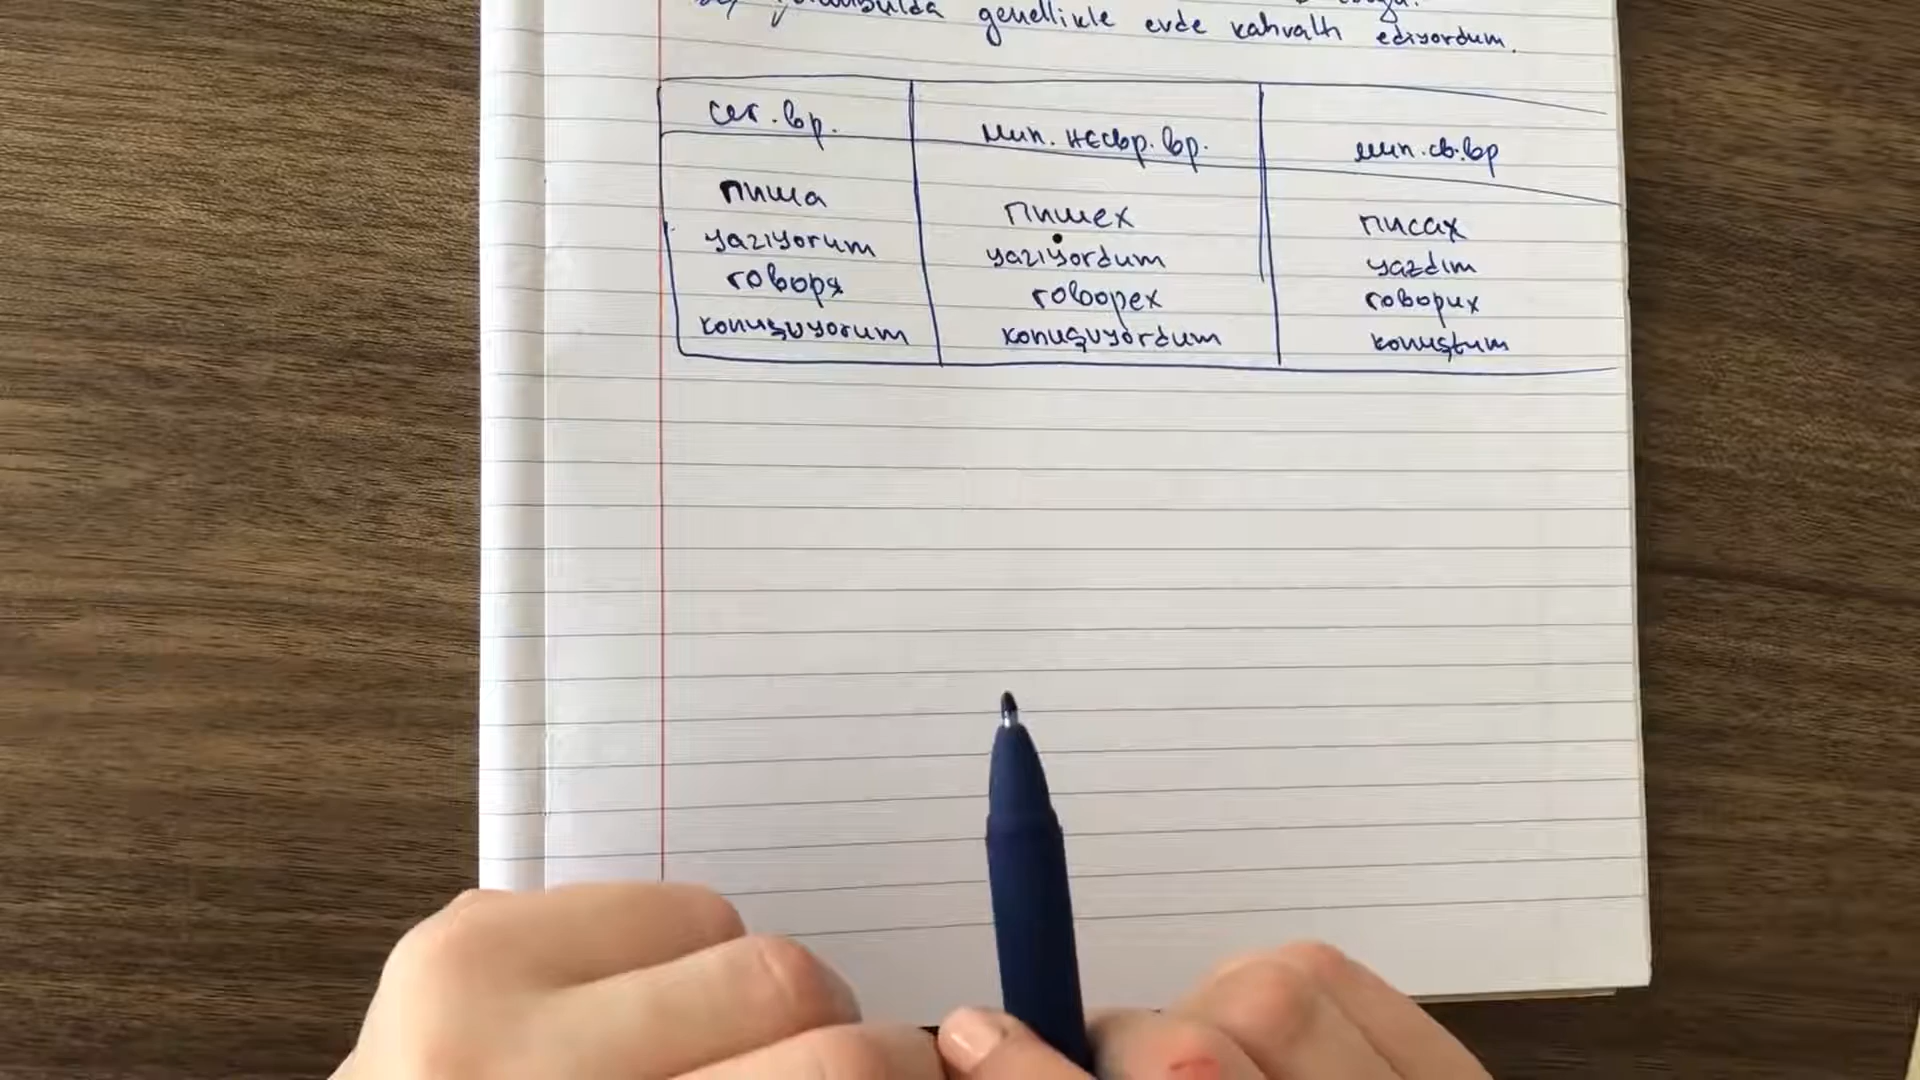 genellikle evde kahvaltı ediyordum.
сег. вр. мин. несвр. вр. мин. св. вр
пиша пишех писах
yazıyorum yazıyordum yazdım
говоря говорех говорих
konuşuyorum konuşuyordum konuştum